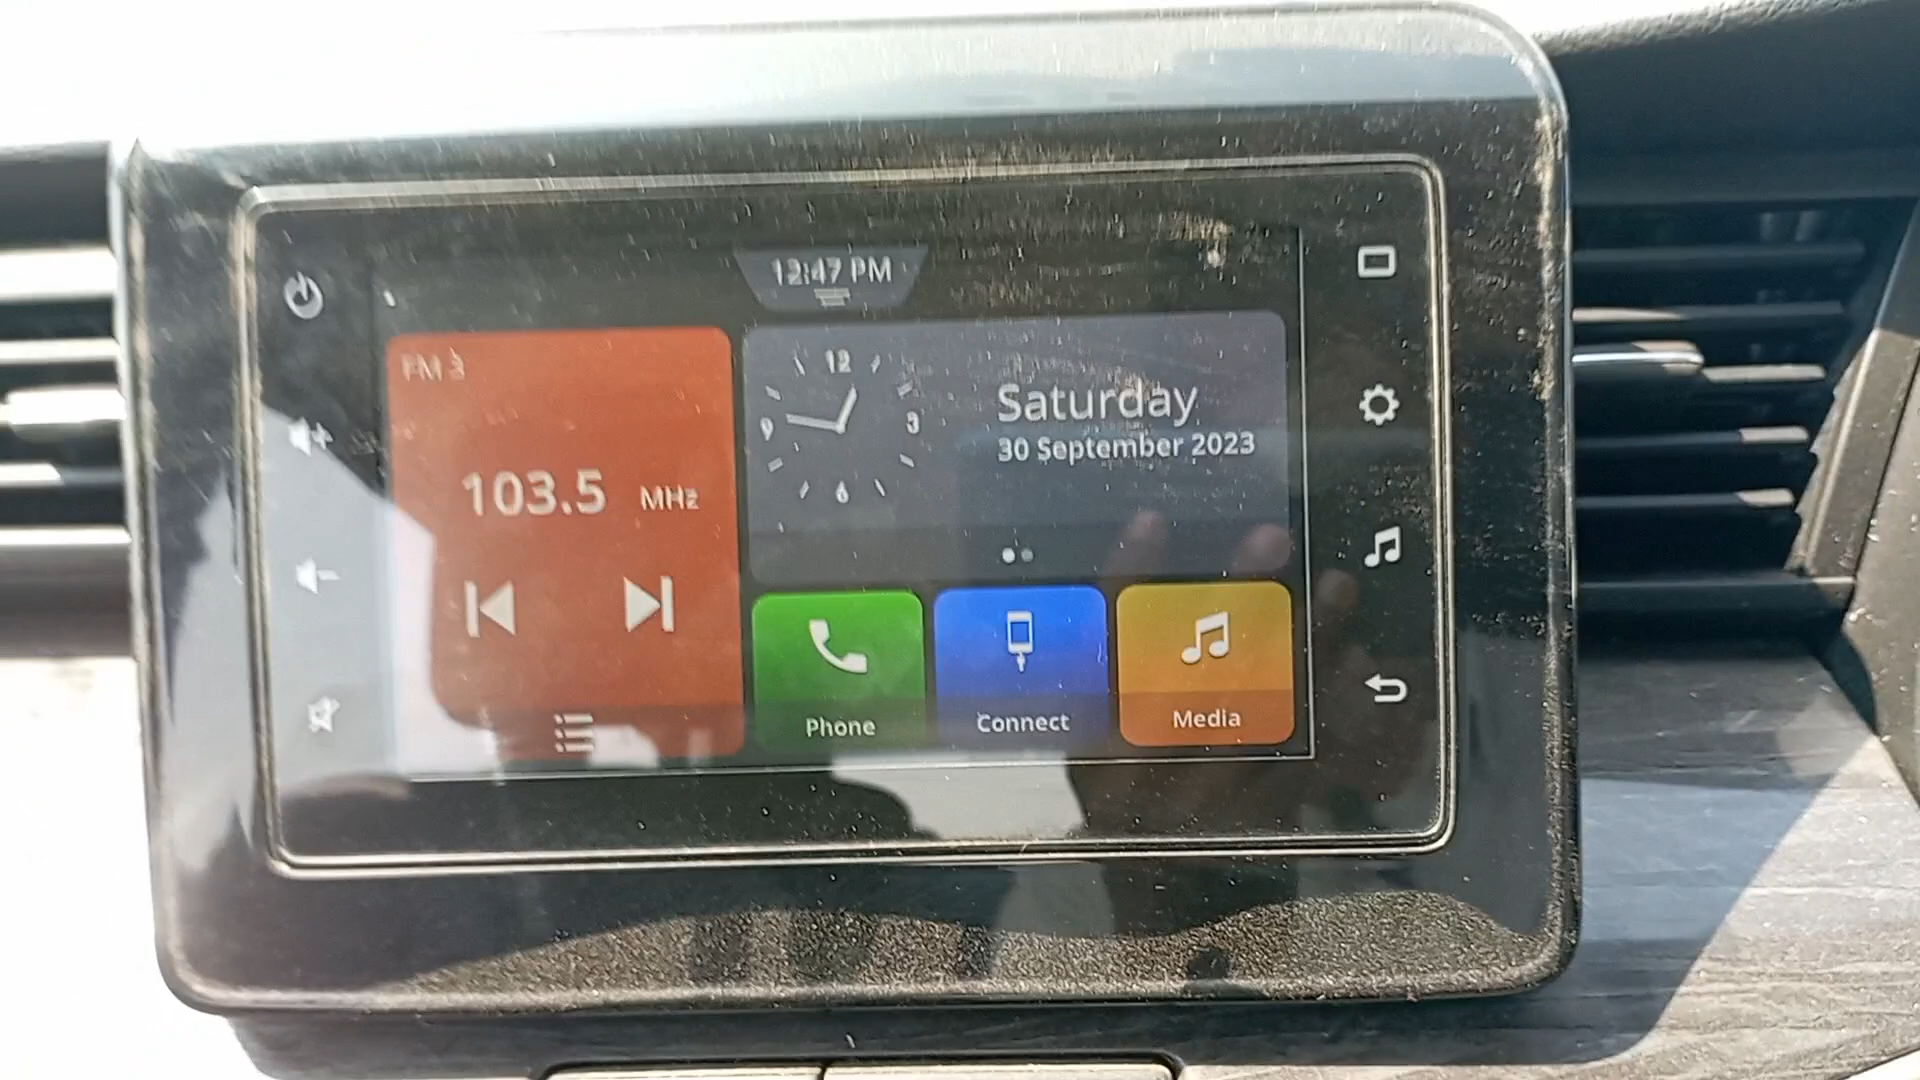 12:47 PM
FM 3
103.5 MHz
12
3
6
9
Saturday
30 September 2023
Phone
Connect
Media